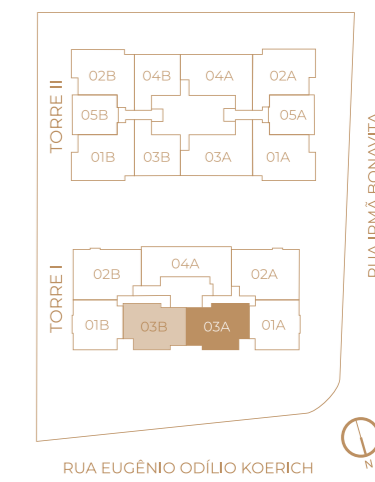 TORRE II
02B 04B 04A 02A
05B 05A
01B 03B 03A 01A
RUA IRMÃ BONAVITA
TORRE I
02B 04A 02A
01B 03B 03A 01A
RUA EUGÊNIO ODÍLIO KOERICH
N